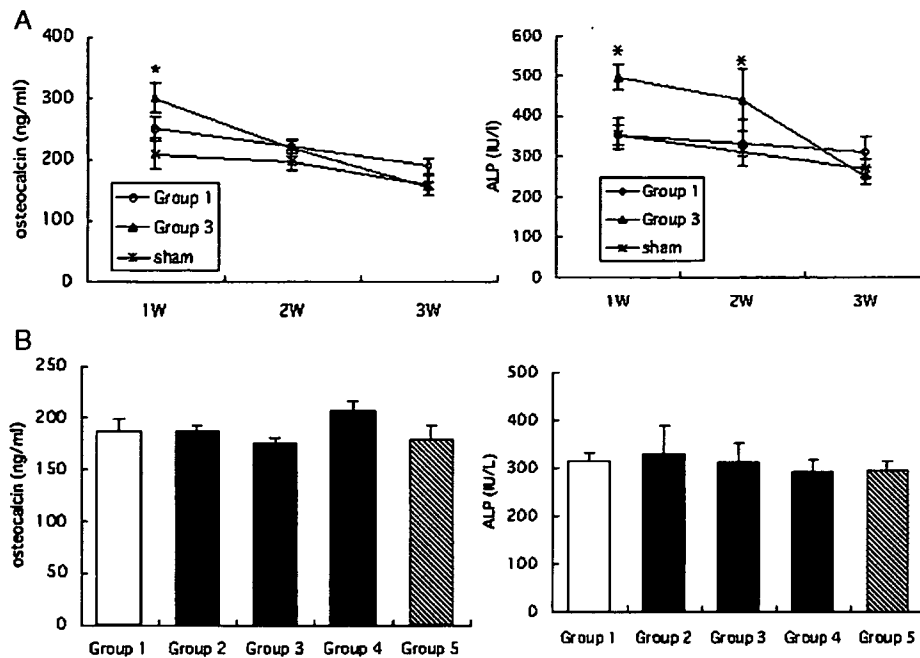 A
osteocalcin (ng/ml)
400
300
200
100
0
*
Group 1
Group 3
sham
1W 2W 3W
ALP (IU/l)
600
500
400
300
200
100
0
* *
Group 1
Group 3
sham
1W 2W 3W
B
osteocalcin (ng/ml)
250
200
150
100
50
0
Group 1 Group 2 Group 3 Group 4 Group 5
ALP (IU/L)
500
400
300
200
100
0
Group 1 Group 2 Group 3 Group 4 Group 5